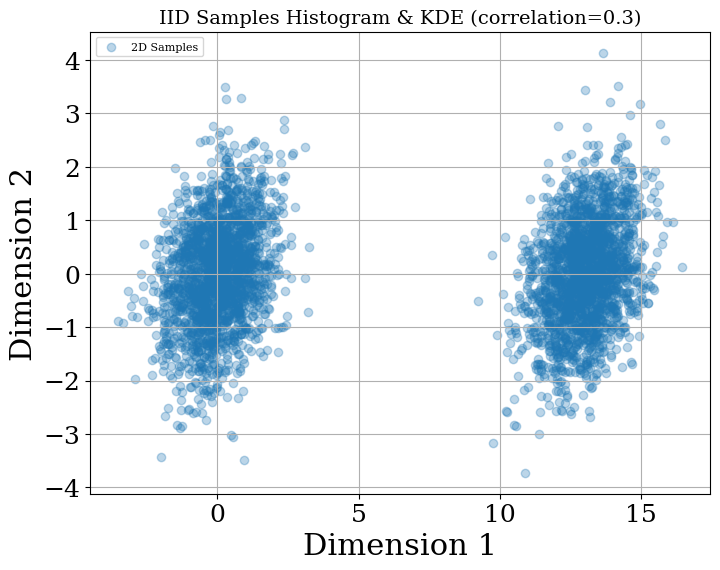 IID Samples Histogram & KDE (correlation=0.3)
2D Samples
4
3
2
1
0
−1
−2
−3
−4
Dimension 2
0 5 10 15
Dimension 1